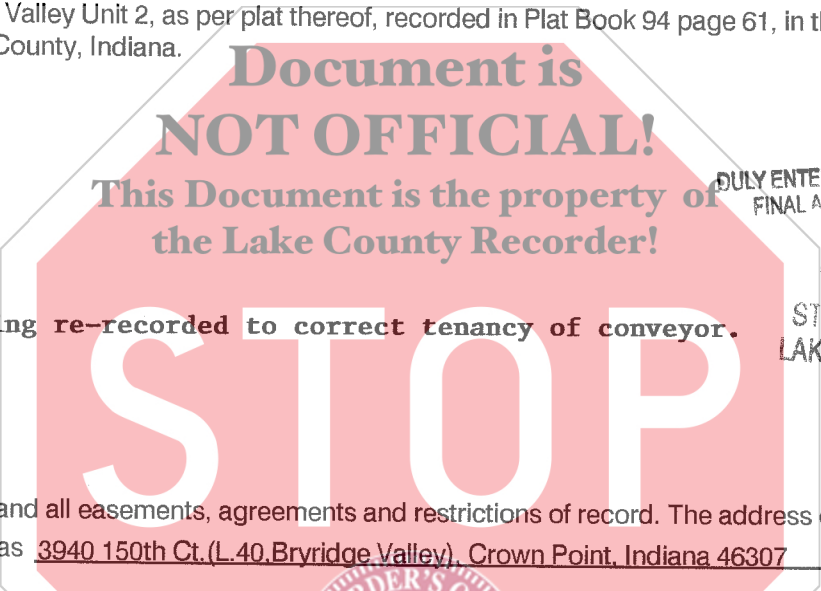 Valley Unit 2, as per plat thereof, recorded in Plat Book 94 page 61, in
County, Indiana.
Document is
NOT OFFICIAL!
This Document is the property of
the Lake County Recorder!
DULY ENTE
FINAL A
ng re-recorded to correct tenancy of conveyor.
ST
LAK
STOP
and all easements, agreements and restrictions of record. The address
as 3940 150th Ct.(L.40,Bryridge Valley), Crown Point, Indiana 46307